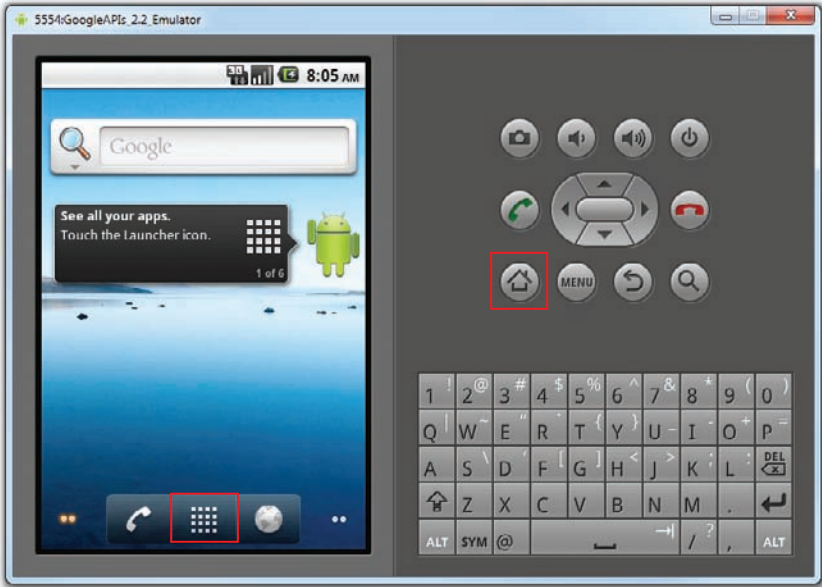 5554:GoogleAPIs_2.2_Emulator
3G 8:05 AM
Google
See all your apps.
Touch the Launcher icon.
1 of 6
MENU
1 ! 2 @ 3 # 4 $ 5 % 6 ^ 7 & 8 * 9 ( 0 )
Q | W ~ E " R ` T { Y } U _ I - O + P =
A S \ D ' F [ G ] H < J > K ; L : DEL
Z X C V B N M .
ALT SYM @ / ? , ALT